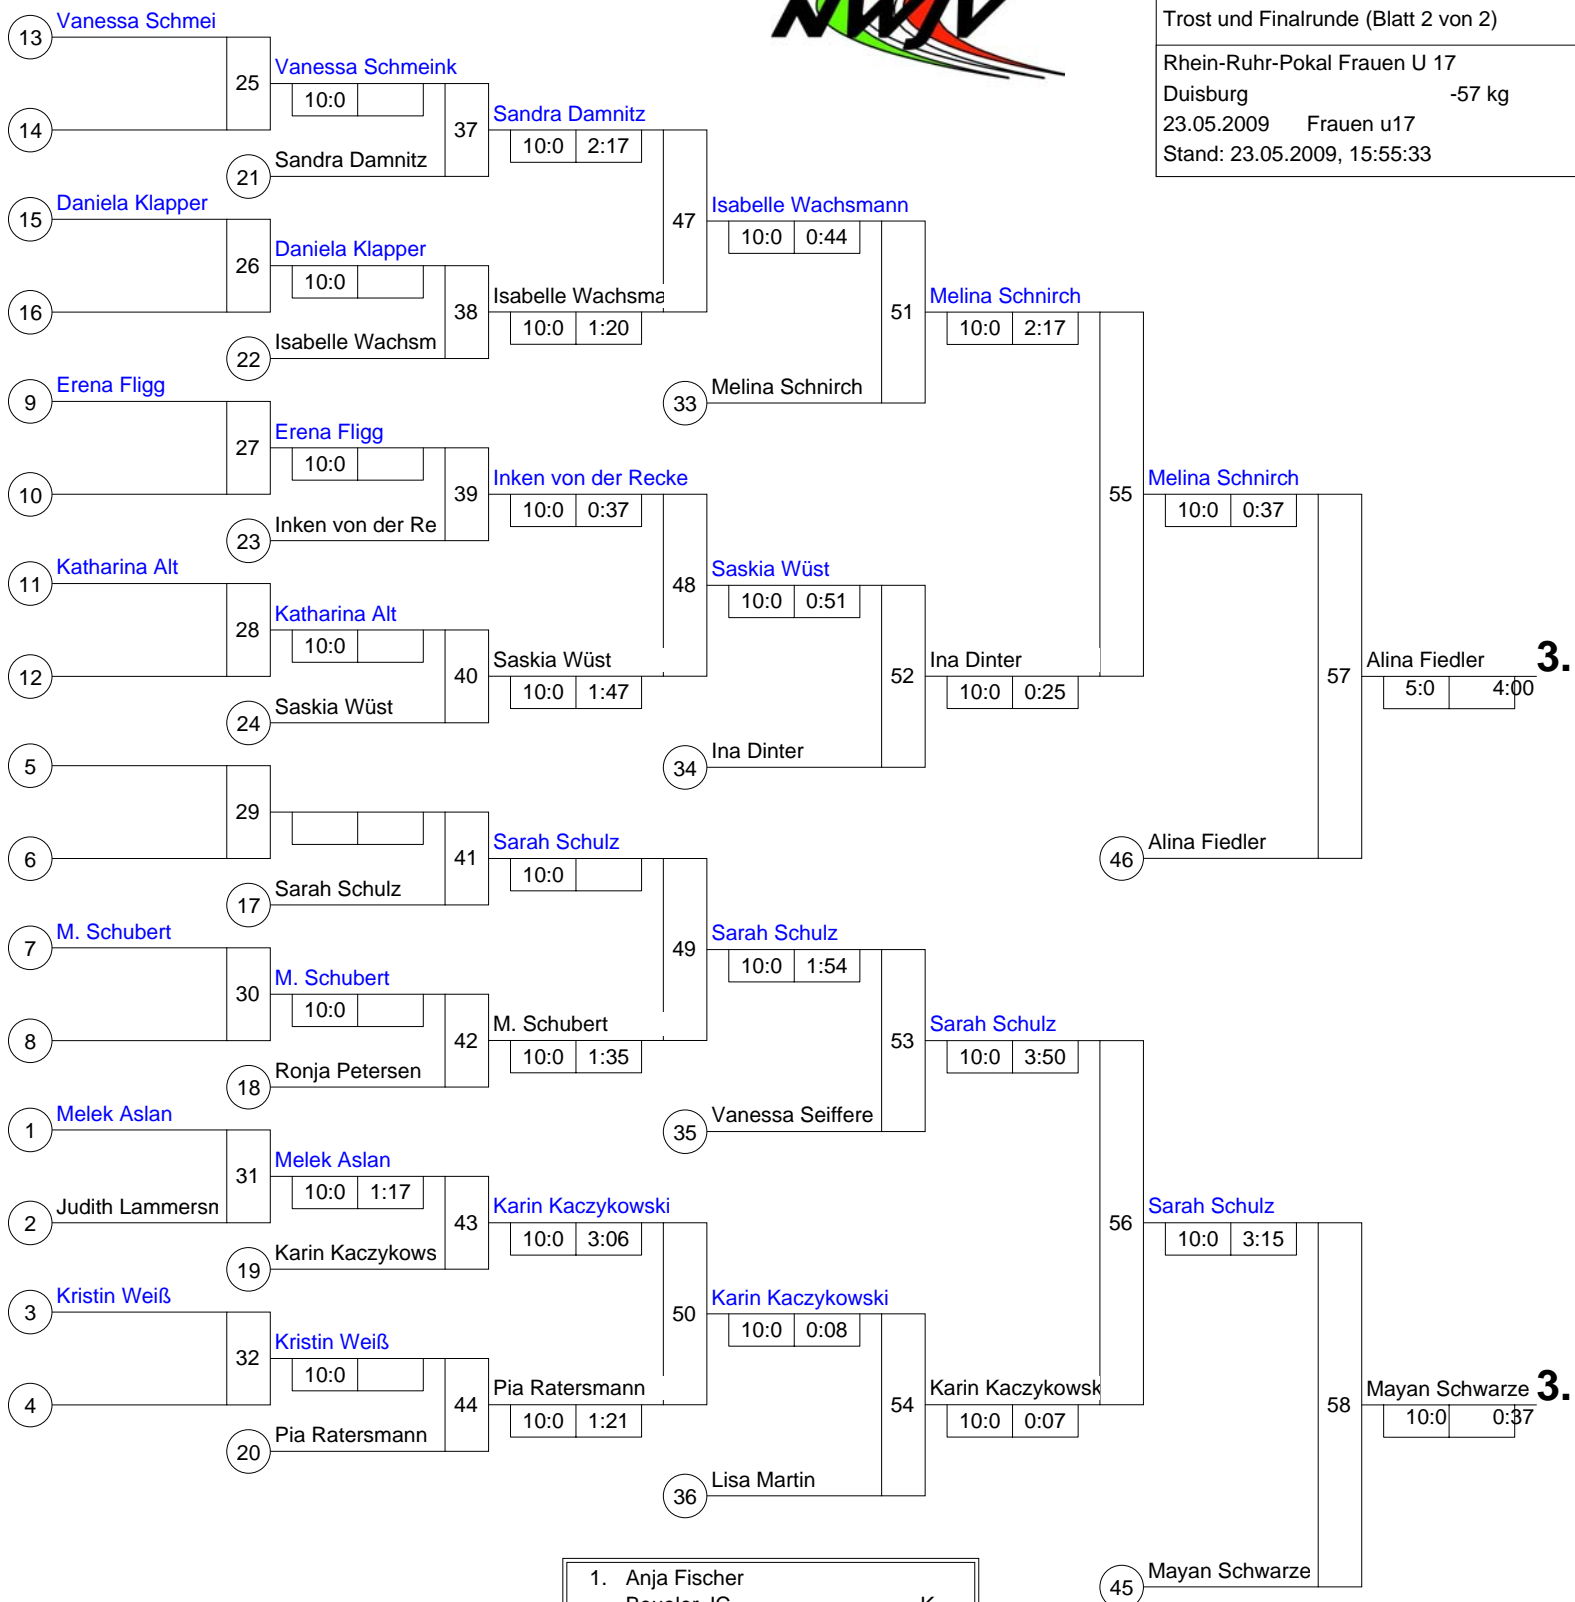 NWJV
Trost und Finalrunde (Blatt 2 von 2)
Rhein-Ruhr-Pokal Frauen U 17
Duisburg -57 kg
23.05.2009 Frauen u17
Stand: 23.05.2009, 15:55:33
13 Vanessa Schmei
25 Vanessa Schmeink
10:0
14
37 Sandra Damnitz
10:0 2:17
21 Sandra Damnitz
15 Daniela Klapper
47 Isabelle Wachsmann
10:0 0:44
26 Daniela Klapper
10:0
16
38 Isabelle Wachsma
10:0 1:20
22 Isabelle Wachsm
51 Melina Schnirch
10:0 2:17
33 Melina Schnirch
9 Erena Fligg
27 Erena Fligg
10:0
10
39 Inken von der Recke
10:0 0:37
23 Inken von der Re
55 Melina Schnirch
10:0 0:37
11 Katharina Alt
48 Saskia Wüst
10:0 0:51
28 Katharina Alt
10:0
12
40 Saskia Wüst
10:0 1:47
24 Saskia Wüst
52 Ina Dinter
10:0 0:25
34 Ina Dinter
57 Alina Fiedler 3.
5:0 4:00
5
29
6
41 Sarah Schulz
10:0
17 Sarah Schulz
46 Alina Fiedler
7 M. Schubert
49 Sarah Schulz
10:0 1:54
30 M. Schubert
10:0
8
42 M. Schubert
10:0 1:35
18 Ronja Petersen
53 Sarah Schulz
10:0 3:50
35 Vanessa Seiffere
1 Melek Aslan
31 Melek Aslan
10:0 1:17
2 Judith Lammersn
43 Karin Kaczykowski
10:0 3:06
19 Karin Kaczykows
56 Sarah Schulz
10:0 3:15
3 Kristin Weiß
50 Karin Kaczykowski
10:0 0:08
32 Kristin Weiß
10:0
4
44 Pia Ratersmann
10:0 1:21
20 Pia Ratersmann
54 Karin Kaczykowsk
10:0 0:07
36 Lisa Martin
58 Mayan Schwarze 3.
10:0 0:37
45 Mayan Schwarze
1. Anja Fischer